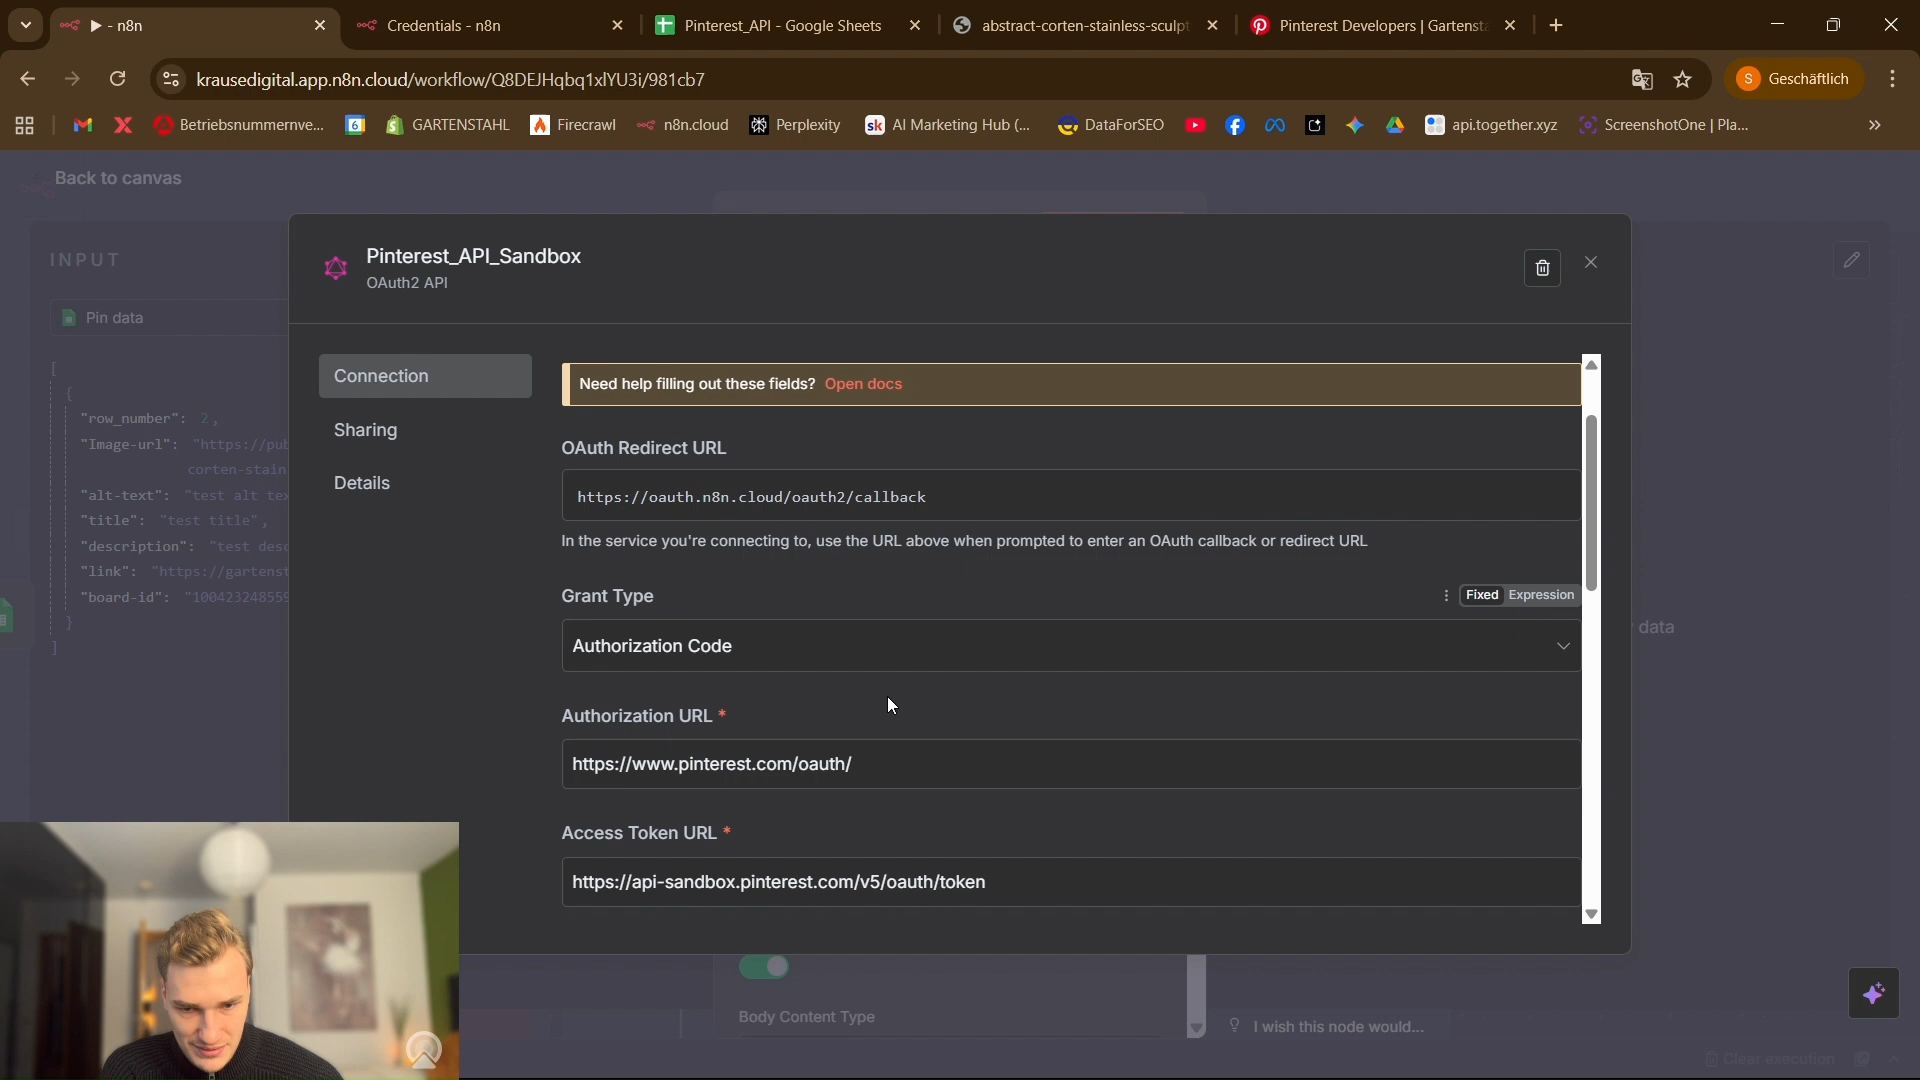 ▶ - n8n
Credentials - n8n
Pinterest_API - Google Sheets
abstract-corten-stainless-sculpt
Pinterest Developers | Gartensta
krausedigital.app.n8n.cloud/workflow/Q8DEJHqbq1xlYU3i/981cb7
S
Geschäftlich
Betriebsnummernve...
6
GARTENSTAHL
Firecrawl
n8n.cloud
Perplexity
sk
AI Marketing Hub (...
DataForSEO
api.together.xyz
ScreenshotOne | Pla...
Back to canvas
INPUT
Pin data
[
{
"row_number": 2,
"Image-url": "https://pub
corten-stain
"alt-text": "test alt tex
"title": "test title",
"description": "test desc
"link": "https://gartenst
"board-id": "100423248559
}
]
Pinterest_API_Sandbox
OAuth2 API
Connection
Sharing
Details
Need help filling out these fields? Open docs
OAuth Redirect URL
https://oauth.n8n.cloud/oauth2/callback
In the service you're connecting to, use the URL above when prompted to enter an OAuth callback or redirect URL
Grant Type
Fixed
Expression
Authorization Code
Authorization URL *
https://www.pinterest.com/oauth/
Access Token URL *
https://api-sandbox.pinterest.com/v5/oauth/token
data
Body Content Type
I wish this node would...
Clear execution